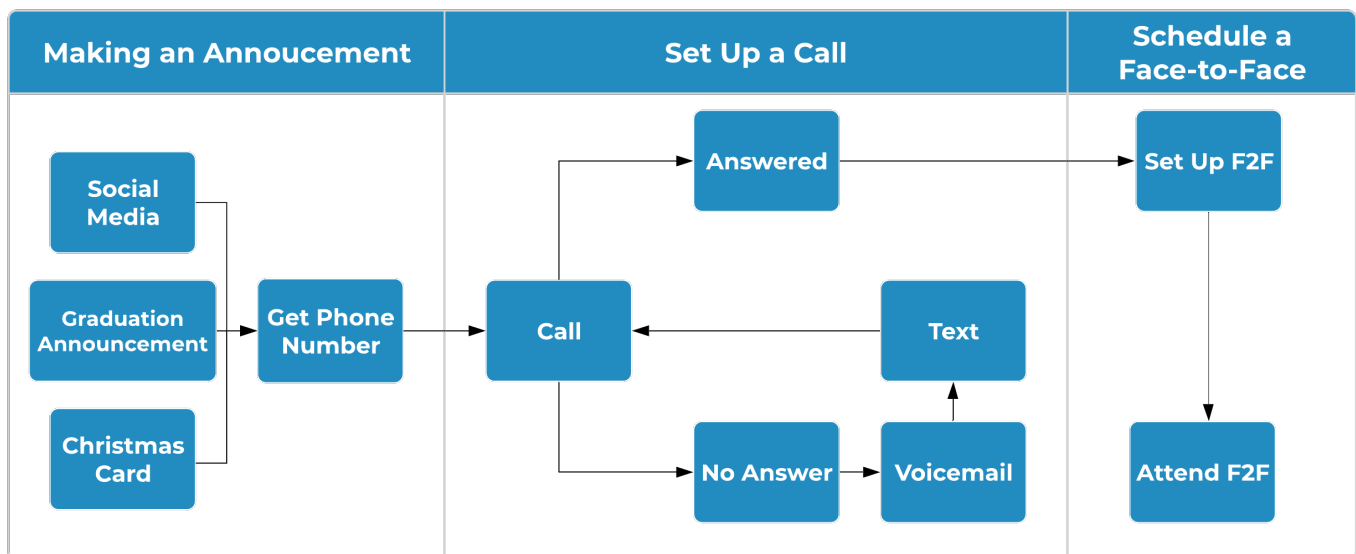 Making an Annoucement
Set Up a Call
Schedule a
Face-to-Face
Social
Media
Graduation
Announcement
Christmas
Card
Get Phone
Number
Call
Answered
No Answer
Voicemail
Text
Set Up F2F
Attend F2F